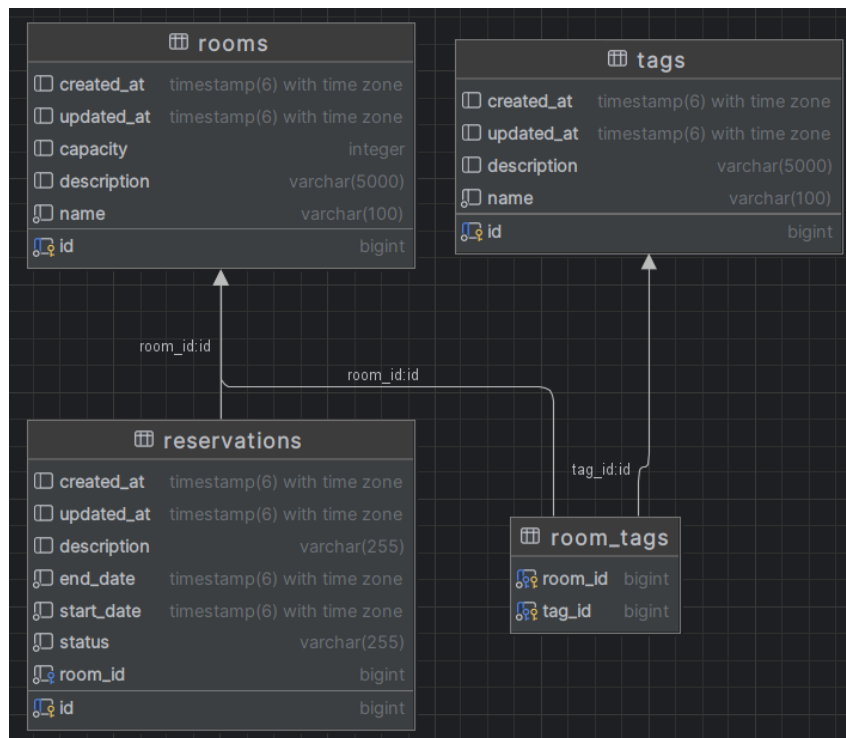 rooms
created_at timestamp(6) with time zone
updated_at timestamp(6) with time zone
capacity integer
description varchar(5000)
name varchar(100)
id bigint
tags
created_at timestamp(6) with time zone
updated_at timestamp(6) with time zone
description varchar(5000)
name varchar(100)
id bigint
room_id:id
room_id:id
tag_id:id
reservations
created_at timestamp(6) with time zone
updated_at timestamp(6) with time zone
description varchar(255)
end_date timestamp(6) with time zone
start_date timestamp(6) with time zone
status varchar(255)
room_id bigint
id bigint
room_tags
room_id bigint
tag_id bigint